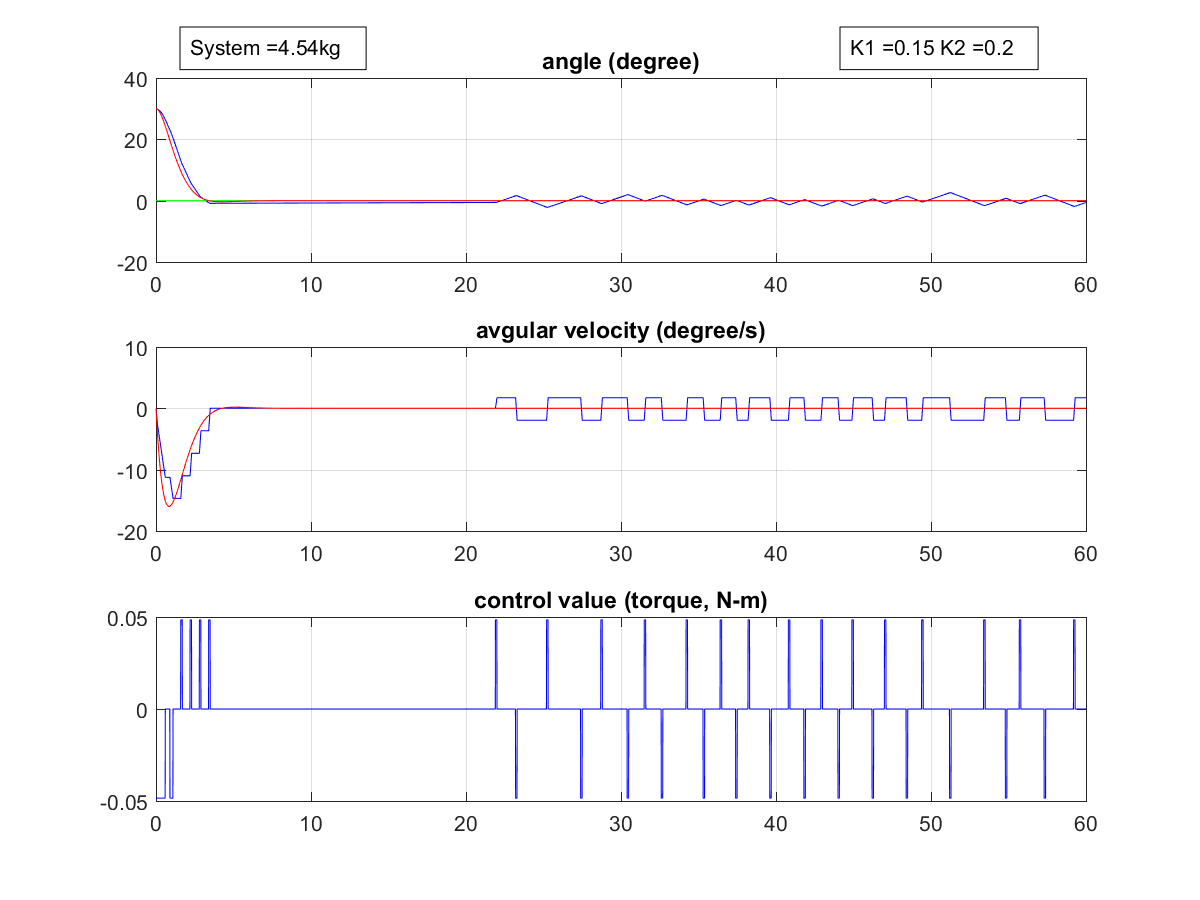 System =4.54kg
K1 =0.15 K2 =0.2
angle (degree)
40
20
0
-20
0 10 20 30 40 50 60
avgular velocity (degree/s)
10
0
-10
-20
0 10 20 30 40 50 60
control value (torque, N-m)
0.05
0
-0.05
0 10 20 30 40 50 60